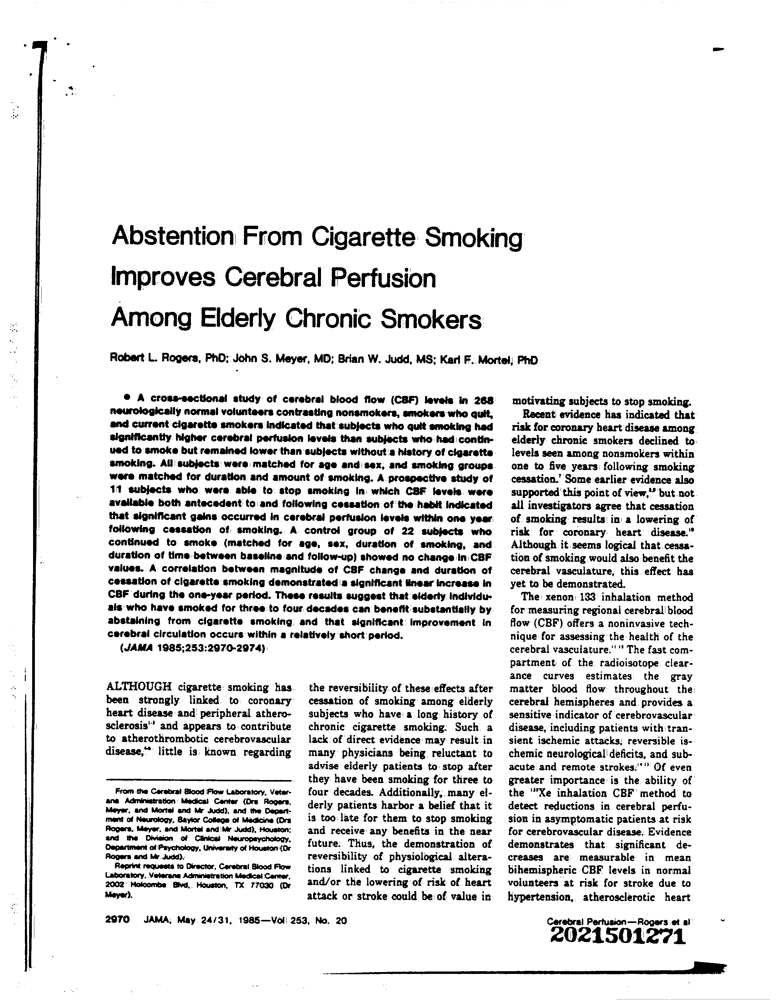 Abstention From Cigarette Smoking
Improves Cerebral Perfusion
Among Elderly Chronic Smokers
Robert L. Rogers, PhD; John S. Meyer, MD; Brian W. Judd, MS; Karl F. Mortel, PhD
● A cross-sectional study of cerebral blood flow (CBF) levels in 268
neurologically normal volunteers contrasting nonsmokers, smokers who quit,
and current cigarette smokers indicated that subjects who quit smoking had
significantly higher cerebral perfusion levels than subjects who had contin-
ued to smoke but remained lower than subjects without a history of cigarette
smoking. All subjects were matched for age and sex, and smoking groups
were matched for duration and amount of smoking. A prospective study of
11 subjects who were able to stop smoking in which CBF levels were
available both antecedent to and following cessation of the habit indicated
that significant gains occurred in cerebral perfusion levels within one year
following cessation of smoking. A control group of 22 subjects who
continued to smoke (matched for age, sex, duration of smoking, and
duration of time between baseline and follow-up) showed no change in CBF
values. A correlation between magnitude of CBF change and duration of
cessation of cigarette smoking demonstrated a significant linear increase in
CBF during the one-year period. These results suggest that elderly individu-
als who have smoked for three to four decades can benefit substantially by
abstaining from cigarette smoking and that significant improvement in
cerebral circulation occurs within a relatively short period.
(JAMA 1985;253:2970-2974)
ALTHOUGH cigarette smoking has
been strongly linked to coronary
heart disease and peripheral athero-
sclerosis and appears to contribute
to atherothrombotic cerebrovascular
disease, little is known regarding
From the Cerebral Blood Flow Laboratory, Veter-
ans Administration Medical Center (Drs Rogers,
Meyer, and Mortel and Mr Judd), and the Depart-
ment of Neurology, Baylor College of Medicine (Drs
Rogers, Meyer, and Mortel and Mr Judd), Houston;
and the Division of Clinical Neuropsychology,
Department of Psychology, University of Houston (Dr
Rogers and Mr Judd).
Reprint requests to Director, Cerebral Blood Flow
Laboratory, Veterans Administration Medical Center,
2002 Holcombe Blvd, Houston, TX 77030 (Dr
Meyer).
the reversibility of these effects after
cessation of smoking among elderly
subjects who have a long history of
chronic cigarette smoking. Such a
lack of direct evidence may result in
many physicians being reluctant to
advise elderly patients to stop after
they have been smoking for three to
four decades. Additionally, many el-
derly patients harbor a belief that it
is too late for them to stop smoking
and receive any benefits in the near
future. Thus, the demonstration of
reversibility of physiological altera-
tions linked to cigarette smoking
and/or the lowering of risk of heart
attack or stroke could be of value in
motivating subjects to stop smoking.
Recent evidence has indicated that
risk for coronary heart disease among
elderly chronic smokers declined to
levels seen among nonsmokers within
one to five years following smoking
cessation. Some earlier evidence also
supported this point of view, but not
all investigators agree that cessation
of smoking results in a lowering of
risk for coronary heart disease.
Although it seems logical that cessa-
tion of smoking would also benefit the
cerebral vasculature, this effect has
yet to be demonstrated.
The xenon 133 inhalation method
for measuring regional cerebral blood
flow (CBF) offers a noninvasive tech-
nique for assessing the health of the
cerebral vasculature. The fast com-
partment of the radioisotope clear-
ance curves estimates the gray
matter blood flow throughout the
cerebral hemispheres and provides a
sensitive indicator of cerebrovascular
disease, including patients with tran-
sient ischemic attacks, reversible is-
chemic neurological deficits, and sub-
acute and remote strokes. Of even
greater importance is the ability of
the ¹³³Xe inhalation CBF method to
detect reductions in cerebral perfu-
sion in asymptomatic patients at risk
for cerebrovascular disease. Evidence
demonstrates that significant de-
creases are measurable in mean
bihemispheric CBF levels in normal
volunteers at risk for stroke due to
hypertension, atherosclerotic heart
2970 JAMA, May 24/31, 1985—Vol 253, No. 20
Cerebral Perfusion—Rogers et al
2021501271